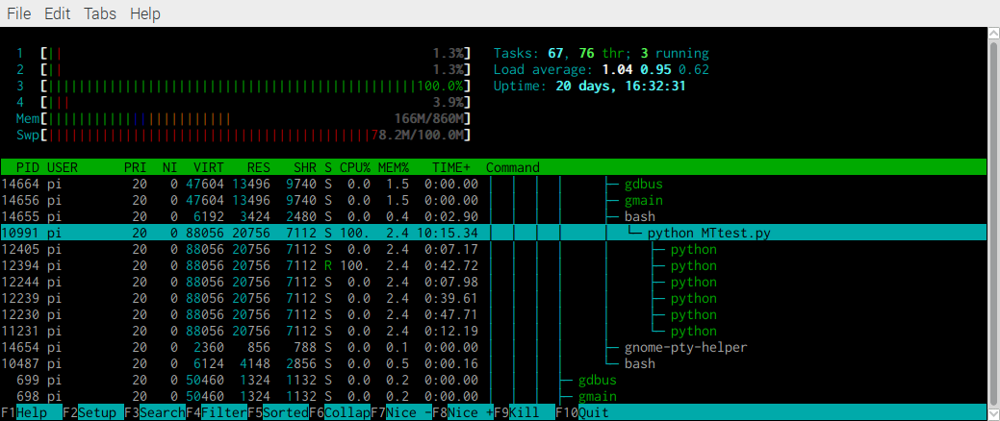 File Edit Tabs Help
1 [|| 1.3%] Tasks: 67, 76 thr; 3 running
2 [|| 1.3%] Load average: 1.04 0.95 0.62
3 [||||||||||||||||||||||||||||||||||||||||||||||||100.0%] Uptime: 20 days, 16:32:31
4 [||| 3.9%]
Mem[|||||||||||||||||||||||| 166M/860M]
Swp[||||||||||||||||||||||||||||||||||||||||||78.2M/100.0M]
PID USER PRI NI VIRT RES SHR S CPU% MEM% TIME+ Command
14664 pi 20 0 47604 13496 9740 S 0.0 1.5 0:00.00 │ │ │ │ ├─ gdbus
14656 pi 20 0 47604 13496 9740 S 0.0 1.5 0:00.00 │ │ │ │ ├─ gmain
14655 pi 20 0 6192 3424 2480 S 0.0 0.4 0:02.90 │ │ │ │ ├─ bash
10991 pi 20 0 88056 20756 7112 S 100. 2.4 10:15.34 │ │ │ │ │ └─ python MTtest.py
12405 pi 20 0 88056 20756 7112 S 0.0 2.4 0:07.17 │ │ │ │ │ ├─ python
12394 pi 20 0 88056 20756 7112 R 100. 2.4 0:42.72 │ │ │ │ │ ├─ python
12244 pi 20 0 88056 20756 7112 S 0.0 2.4 0:07.98 │ │ │ │ │ ├─ python
12239 pi 20 0 88056 20756 7112 S 0.0 2.4 0:39.61 │ │ │ │ │ ├─ python
12230 pi 20 0 88056 20756 7112 S 0.0 2.4 0:47.71 │ │ │ │ │ ├─ python
11231 pi 20 0 88056 20756 7112 S 0.0 2.4 0:12.19 │ │ │ │ │ └─ python
14654 pi 20 0 2360 856 788 S 0.0 0.1 0:00.00 │ │ │ │ ├─ gnome-pty-helper
10487 pi 20 0 6124 4148 2856 S 0.0 0.5 0:00.16 │ │ │ │ └─ bash
699 pi 20 0 50460 1324 1132 S 0.0 0.2 0:00.00 │ │ │ ├─ gdbus
698 pi 20 0 50460 1324 1132 S 0.0 0.2 0:00.00 │ │ │ ├─ gmain
F1Help F2Setup F3SearchF4FilterF5SortedF6CollapF7Nice -F8Nice +F9Kill F10Quit